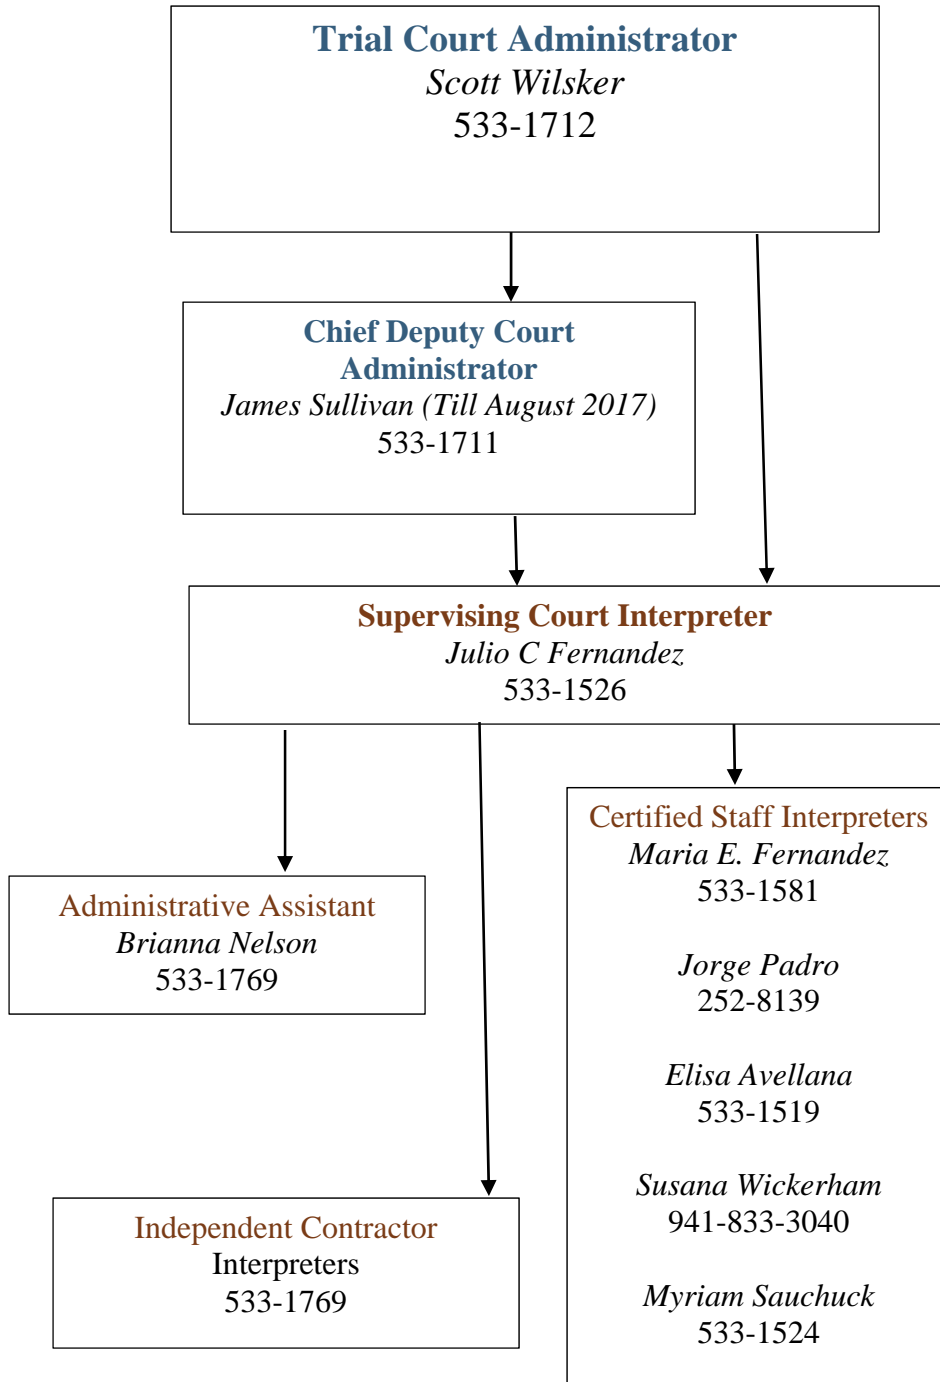 Trial Court Administrator
Scott Wilsker
533-1712
Chief Deputy Court
Administrator
James Sullivan (Till August 2017)
533-1711
Supervising Court Interpreter
Julio C Fernandez
533-1526
Administrative Assistant
Brianna Nelson
533-1769
Independent Contractor
Interpreters
533-1769
Certified Staff Interpreters
Maria E. Fernandez
533-1581
Jorge Padro
252-8139
Elisa Avellana
533-1519
Susana Wickerham
941-833-3040
Myriam Sauchuck
533-1524